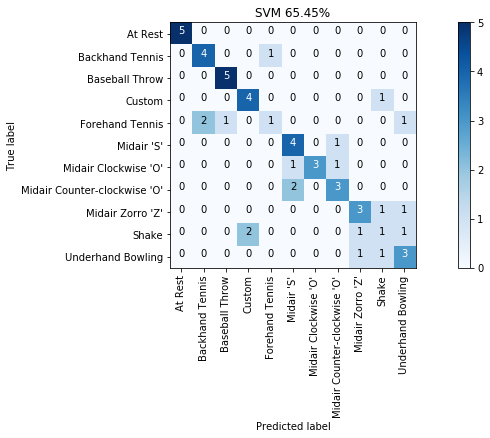 SVM 65.45%
True label
At Rest 5 0 0 0 0 0 0 0 0 0 0
Backhand Tennis 0 4 0 0 1 0 0 0 0 0 0
Baseball Throw 0 0 5 0 0 0 0 0 0 0 0
Custom 0 0 0 4 0 0 0 0 0 1 0
Forehand Tennis 0 2 1 0 1 0 0 0 0 0 1
Midair 'S' 0 0 0 0 0 4 0 1 0 0 0
Midair Clockwise 'O' 0 0 0 0 0 1 3 1 0 0 0
Midair Counter-clockwise 'O' 0 0 0 0 0 2 0 3 0 0 0
Midair Zorro 'Z' 0 0 0 0 0 0 0 0 3 1 1
Shake 0 0 0 2 0 0 0 0 1 1 1
Underhand Bowling 0 0 0 0 0 0 0 0 1 1 3
At Rest
Backhand Tennis
Baseball Throw
Custom
Forehand Tennis
Midair 'S'
Midair Clockwise 'O'
Midair Counter-clockwise 'O'
Midair Zorro 'Z'
Shake
Underhand Bowling
Predicted label
5
4
3
2
1
0